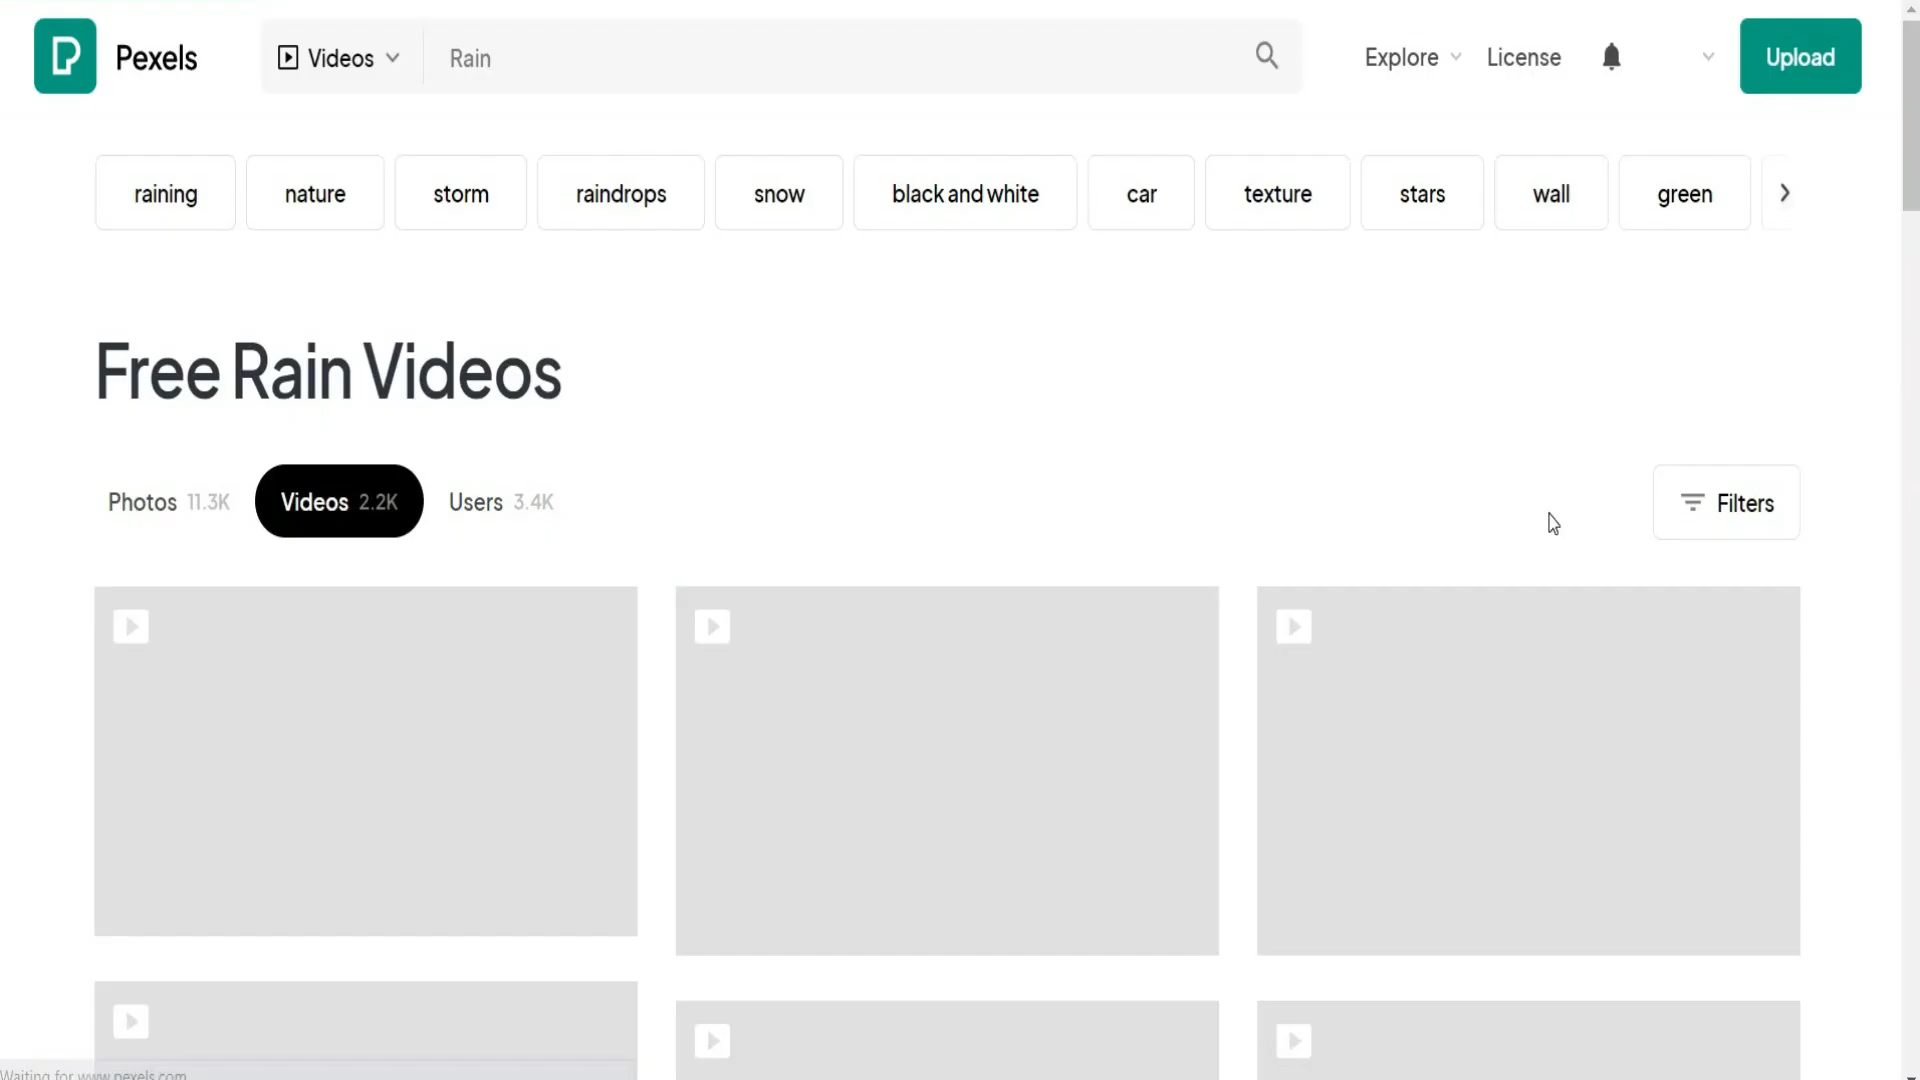 Pexels Videos Rain Explore License Upload
raining nature storm raindrops snow black and white car texture stars wall green
Free Rain Videos
Photos 11.3K Videos 2.2K Users 3.4K Filters
Waiting for www.pexels.com